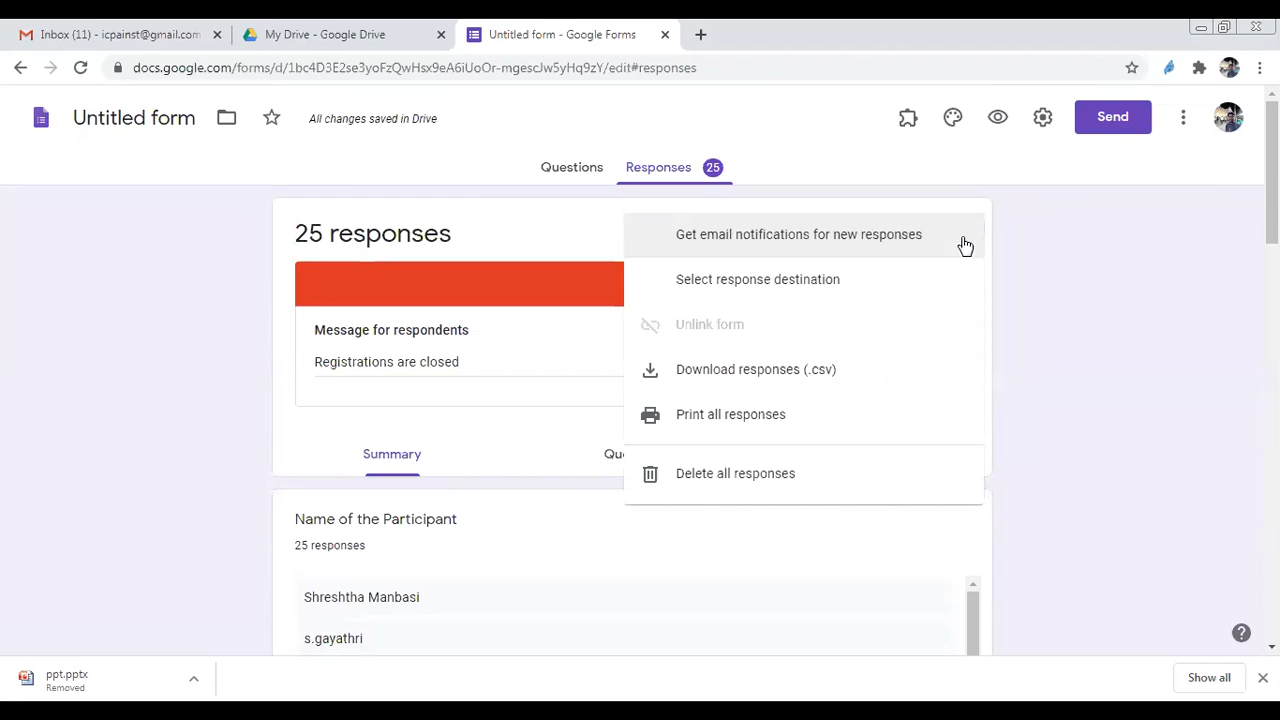 Inbox (11) - icpainst@gmail.com
My Drive - Google Drive
Untitled form - Google Forms
docs.google.com/forms/d/1bc4D3E2se3yoFzQwHsx9eA6iUoOr-mgescJw5yHq9zY/edit#responses
Untitled form
All changes saved in Drive
Send
Questions
Responses
25
25 responses
Get email notifications for new responses
Select response destination
Message for respondents
Unlink form
Registrations are closed
Download responses (.csv)
Print all responses
Summary
Que
Delete all responses
Name of the Participant
25 responses
Shreshtha Manbasi
s.gayathri
ppt.pptx
Removed
Show all